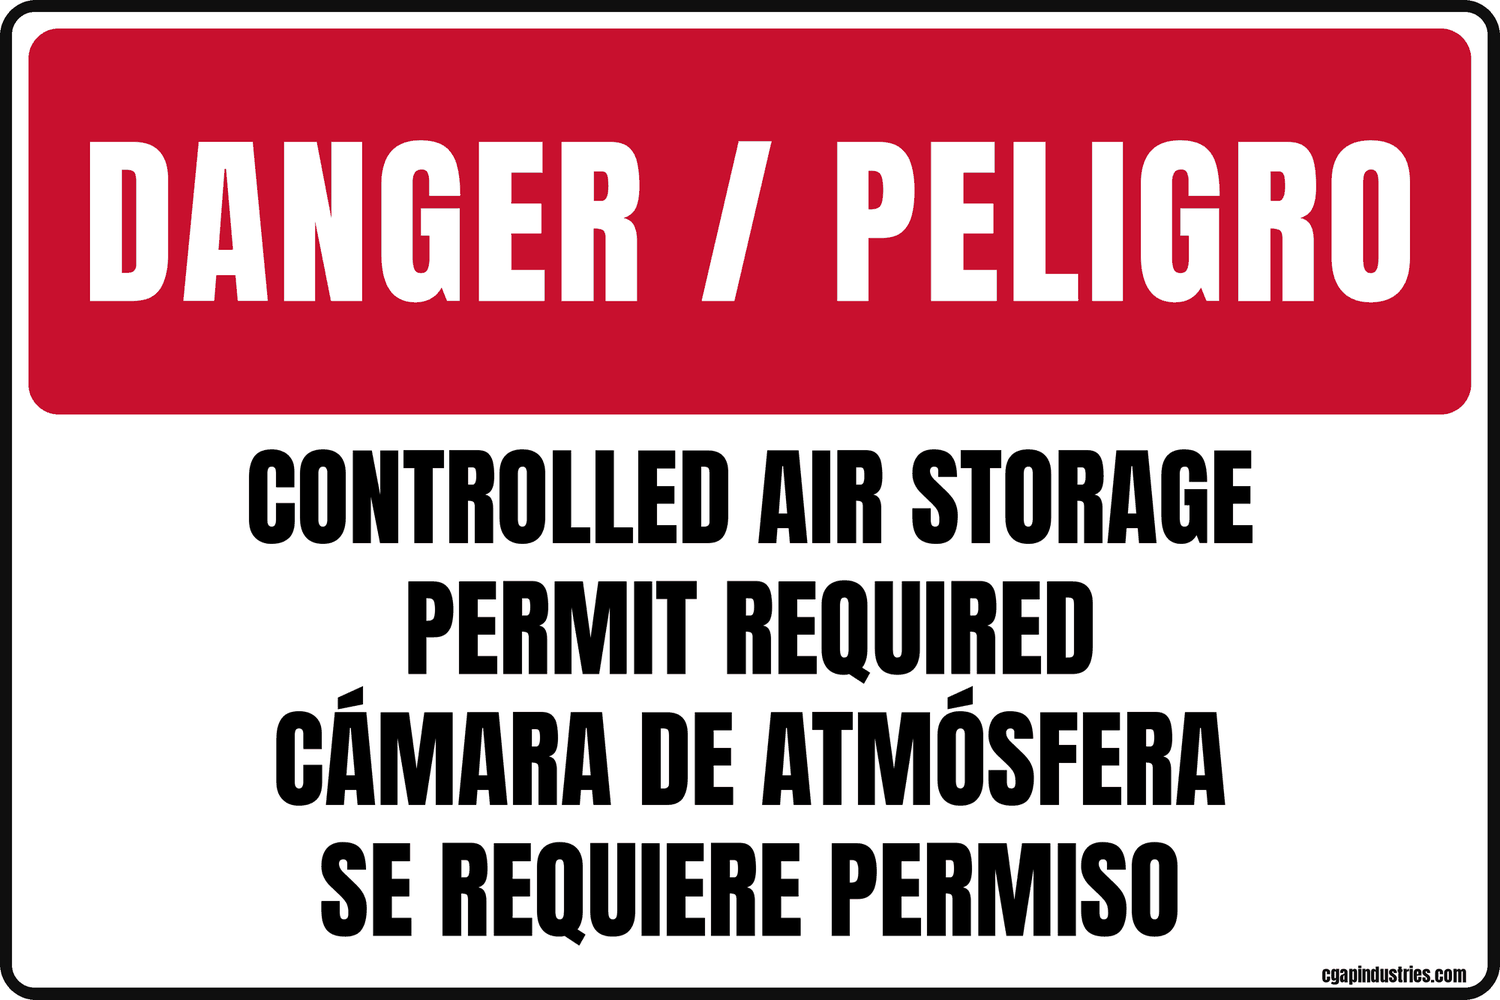 DANGER / PELIGRO
CONTROLLED AIR STORAGE
PERMIT REQUIRED
CÁMARA DE ATMÓSFERA
SE REQUIERE PERMISO
cgapindustries.com